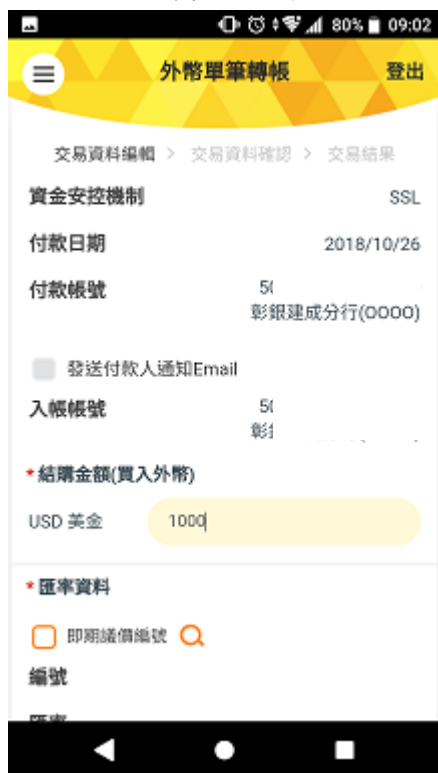 80% 09:02
外幣單筆轉帳 登出
交易資料編輯 > 交易資料確認 > 交易結果
資金安控機制 SSL
付款日期 2018/10/26
付款帳號 50
彰銀建成分行(0000)
發送付款人通知Email
入帳帳號 50
彰
*結購金額(買入外幣)
USD 美金 1000
*匯率資料
即期議價編號
編號